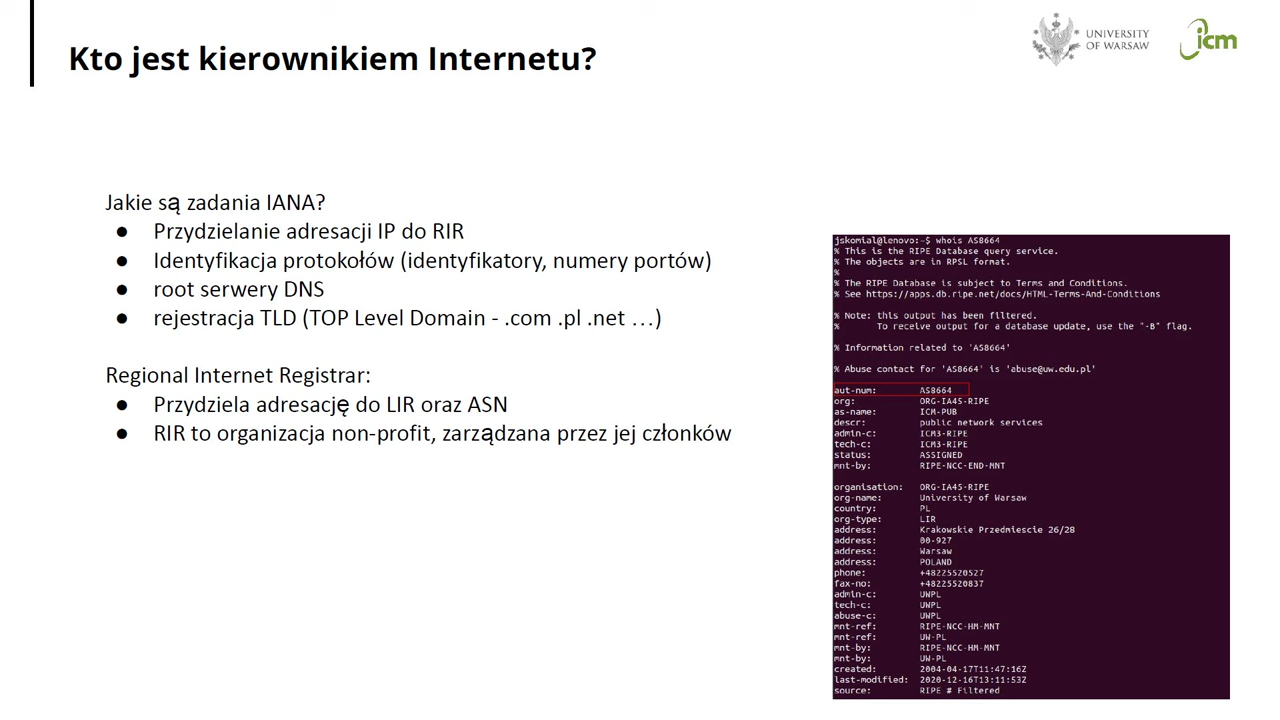 Kto jest kierownikiem Internetu?
UNIVERSITY
OF WARSAW
icm
Jakie są zadania IANA?
● Przydzielanie adresacji IP do RIR
● Identyfikacja protokołów (identyfikatory, numery portów)
● root serwery DNS
● rejestracja TLD (TOP Level Domain - .com .pl .net …)
Regional Internet Registrar:
● Przydziela adresację do LIR oraz ASN
● RIR to organizacja non-profit, zarządzana przez jej członków
jskomial@lenovo:~$ whois AS8664
% This is the RIPE Database query service.
% The objects are in RPSL format.
%
% The RIPE Database is subject to Terms and Conditions.
% See https://apps.db.ripe.net/docs/HTML-Terms-And-Conditions
% Note: this output has been filtered.
%       To receive output for a database update, use the "-B" flag.
% Information related to 'AS8664'
% Abuse contact for 'AS8664' is 'abuse@uw.edu.pl'
aut-num:        AS8664
org:            ORG-IA45-RIPE
as-name:        ICM-PUB
descr:          public network services
admin-c:        ICM3-RIPE
tech-c:         ICM3-RIPE
status:         ASSIGNED
mnt-by:         RIPE-NCC-END-MNT
organisation:   ORG-IA45-RIPE
org-name:       University of Warsaw
country:        PL
org-type:       LIR
address:        Krakowskie Przedmiescie 26/28
address:        00-927
address:        Warsaw
address:        POLAND
phone:          +48225520527
fax-no:         +48225520837
admin-c:        UWPL
tech-c:         UWPL
abuse-c:        UWPL
mnt-ref:        RIPE-NCC-HM-MNT
mnt-ref:        UW-PL
mnt-by:         RIPE-NCC-HM-MNT
mnt-by:         UW-PL
created:        2004-04-17T11:47:16Z
last-modified:  2020-12-16T13:11:53Z
source:         RIPE # Filtered